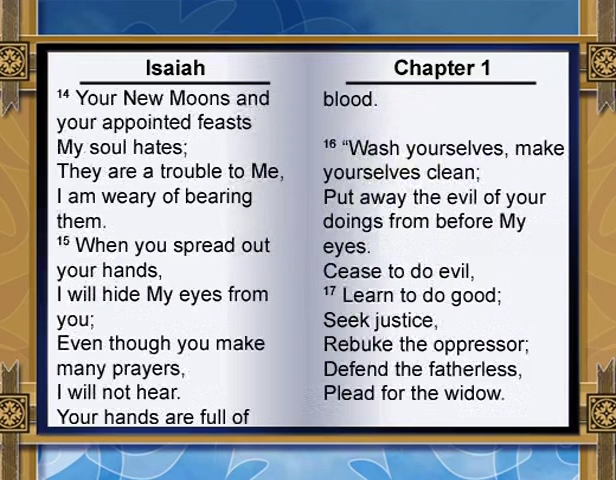 Isaiah
¹⁴ Your New Moons and
your appointed feasts
My soul hates;
They are a trouble to Me,
I am weary of bearing
them.
¹⁵ When you spread out
your hands,
I will hide My eyes from
you;
Even though you make
many prayers,
I will not hear.
Your hands are full of
Chapter 1
blood.
¹⁶ “Wash yourselves, make
yourselves clean;
Put away the evil of your
doings from before My
eyes.
Cease to do evil,
¹⁷ Learn to do good;
Seek justice,
Rebuke the oppressor;
Defend the fatherless,
Plead for the widow.